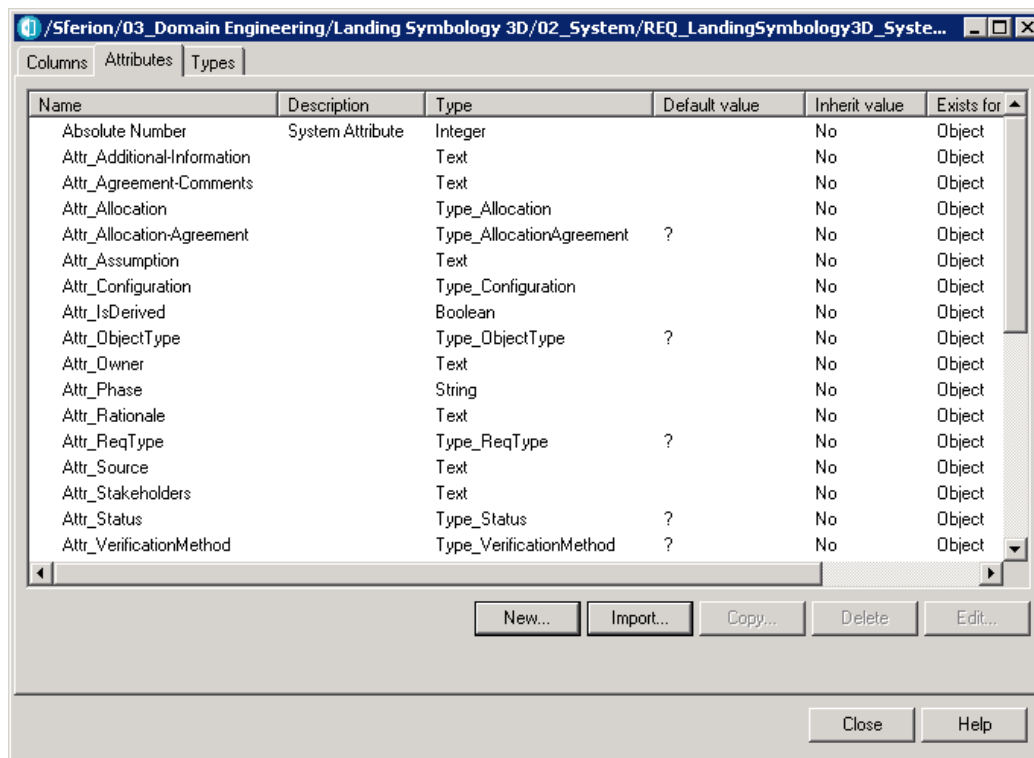 /Sferion/03_Domain Engineering/Landing Symbology 3D/02_System/REQ_LandingSymbology3D_Syste...
Columns Attributes Types
Name Description Type Default value Inherit value Exists for
Absolute Number System Attribute Integer No Object
Attr_Additional-Information Text No Object
Attr_Agreement-Comments Text No Object
Attr_Allocation Type_Allocation No Object
Attr_Allocation-Agreement Type_AllocationAgreement ? No Object
Attr_Assumption Text No Object
Attr_Configuration Type_Configuration No Object
Attr_IsDerived Boolean No Object
Attr_ObjectType Type_ObjectType ? No Object
Attr_Owner Text No Object
Attr_Phase String No Object
Attr_Rationale Text No Object
Attr_ReqType Type_ReqType ? No Object
Attr_Source Text No Object
Attr_Stakeholders Text No Object
Attr_Status Type_Status ? No Object
Attr_VerificationMethod Type_VerificationMethod ? No Object
New... Import... Copy... Delete Edit...
Close Help